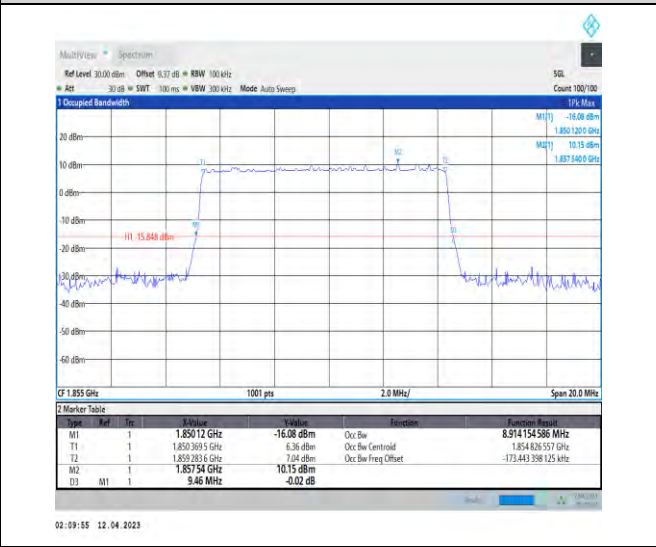 MultiView Spectrum
Ref Level 30.00 dBm Offset 9.37 dB RBW 100 kHz SGL
Att 30 dB SWT 100 ms VBW 300 kHz Mode Auto Sweep Count 100/100
1 Occupied Bandwidth 1Pk Max
M1[1] -16.08 dBm
1.850 120 0 GHz
M2[1] 10.15 dBm
1.857 540 0 GHz
20 dBm
M2
T1 T2
10 dBm
0 dBm
-10 dBm
M1
D3
H1 -15.848 dBm
-20 dBm
-30 dBm
-40 dBm
-50 dBm
-60 dBm
CF 1.855 GHz 1001 pts 2.0 MHz/ Span 20.0 MHz
2 Marker Table
Type Ref Trc X-Value Y-Value Function Function Result
M1 1 1.85012 GHz -16.08 dBm Occ Bw 8.914 154 586 MHz
T1 1 1.850 369 5 GHz 6.36 dBm Occ Bw Centroid 1.854 826 557 GHz
T2 1 1.859 283 6 GHz 7.04 dBm Occ Bw Freq Offset -173.443 398 125 kHz
M2 1 1.857 54 GHz 10.15 dBm
D3 M1 1 9.46 MHz -0.02 dB
02:09:55 12.04.2023